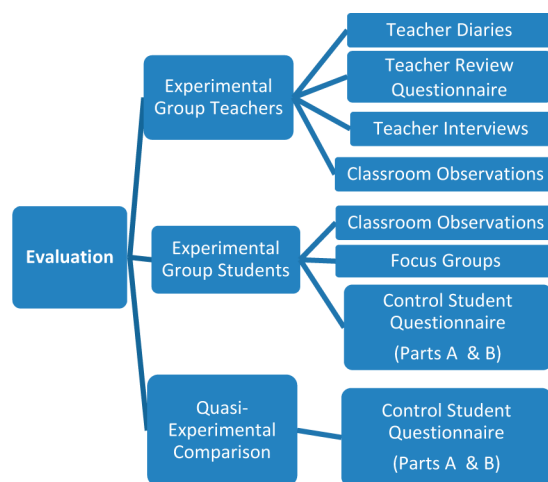 Evaluation
Experimental
Group Teachers
Teacher Diaries
Teacher Review
Questionnaire
Teacher Interviews
Classroom Observations
Experimental
Group Students
Classroom Observations
Focus Groups
Control Student
Questionnaire
(Parts A & B)
Quasi-
Experimental
Comparison
Control Student
Questionnaire
(Parts A & B)